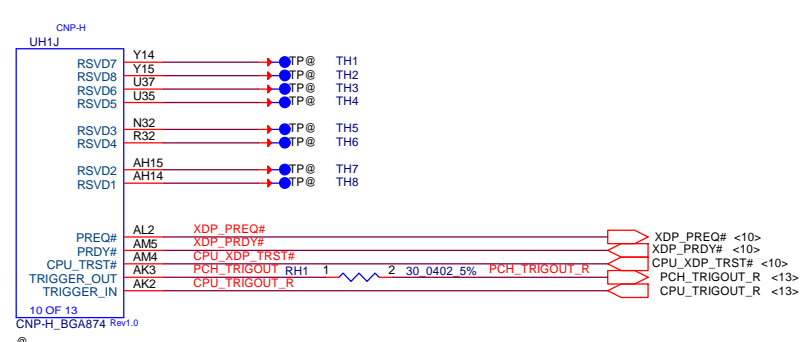 CNP-H
UH1J
RSVD7 Y14 TP@ TH1
RSVD8 Y15 TP@ TH2
RSVD6 U37 TP@ TH3
RSVD5 U35 TP@ TH4
RSVD3 N32 TP@ TH5
RSVD4 R32 TP@ TH6
RSVD2 AH15 TP@ TH7
RSVD1 AH14 TP@ TH8
PREQ# AL2 XDP_PREQ# XDP_PREQ# <10>
PRDY# AM5 XDP_PRDY# XDP_PRDY# <10>
CPU_TRST# AM4 CPU_XDP_TRST# CPU_XDP_TRST# <10>
TRIGGER_OUT AK3 PCH_TRIGOUT RH1 1 2 30_0402_5% PCH_TRIGOUT_R PCH_TRIGOUT_R <13>
TRIGGER_IN AK2 CPU_TRIGOUT_R CPU_TRIGOUT_R <13>
10 OF 13
CNP-H_BGA874 Rev1.0
@